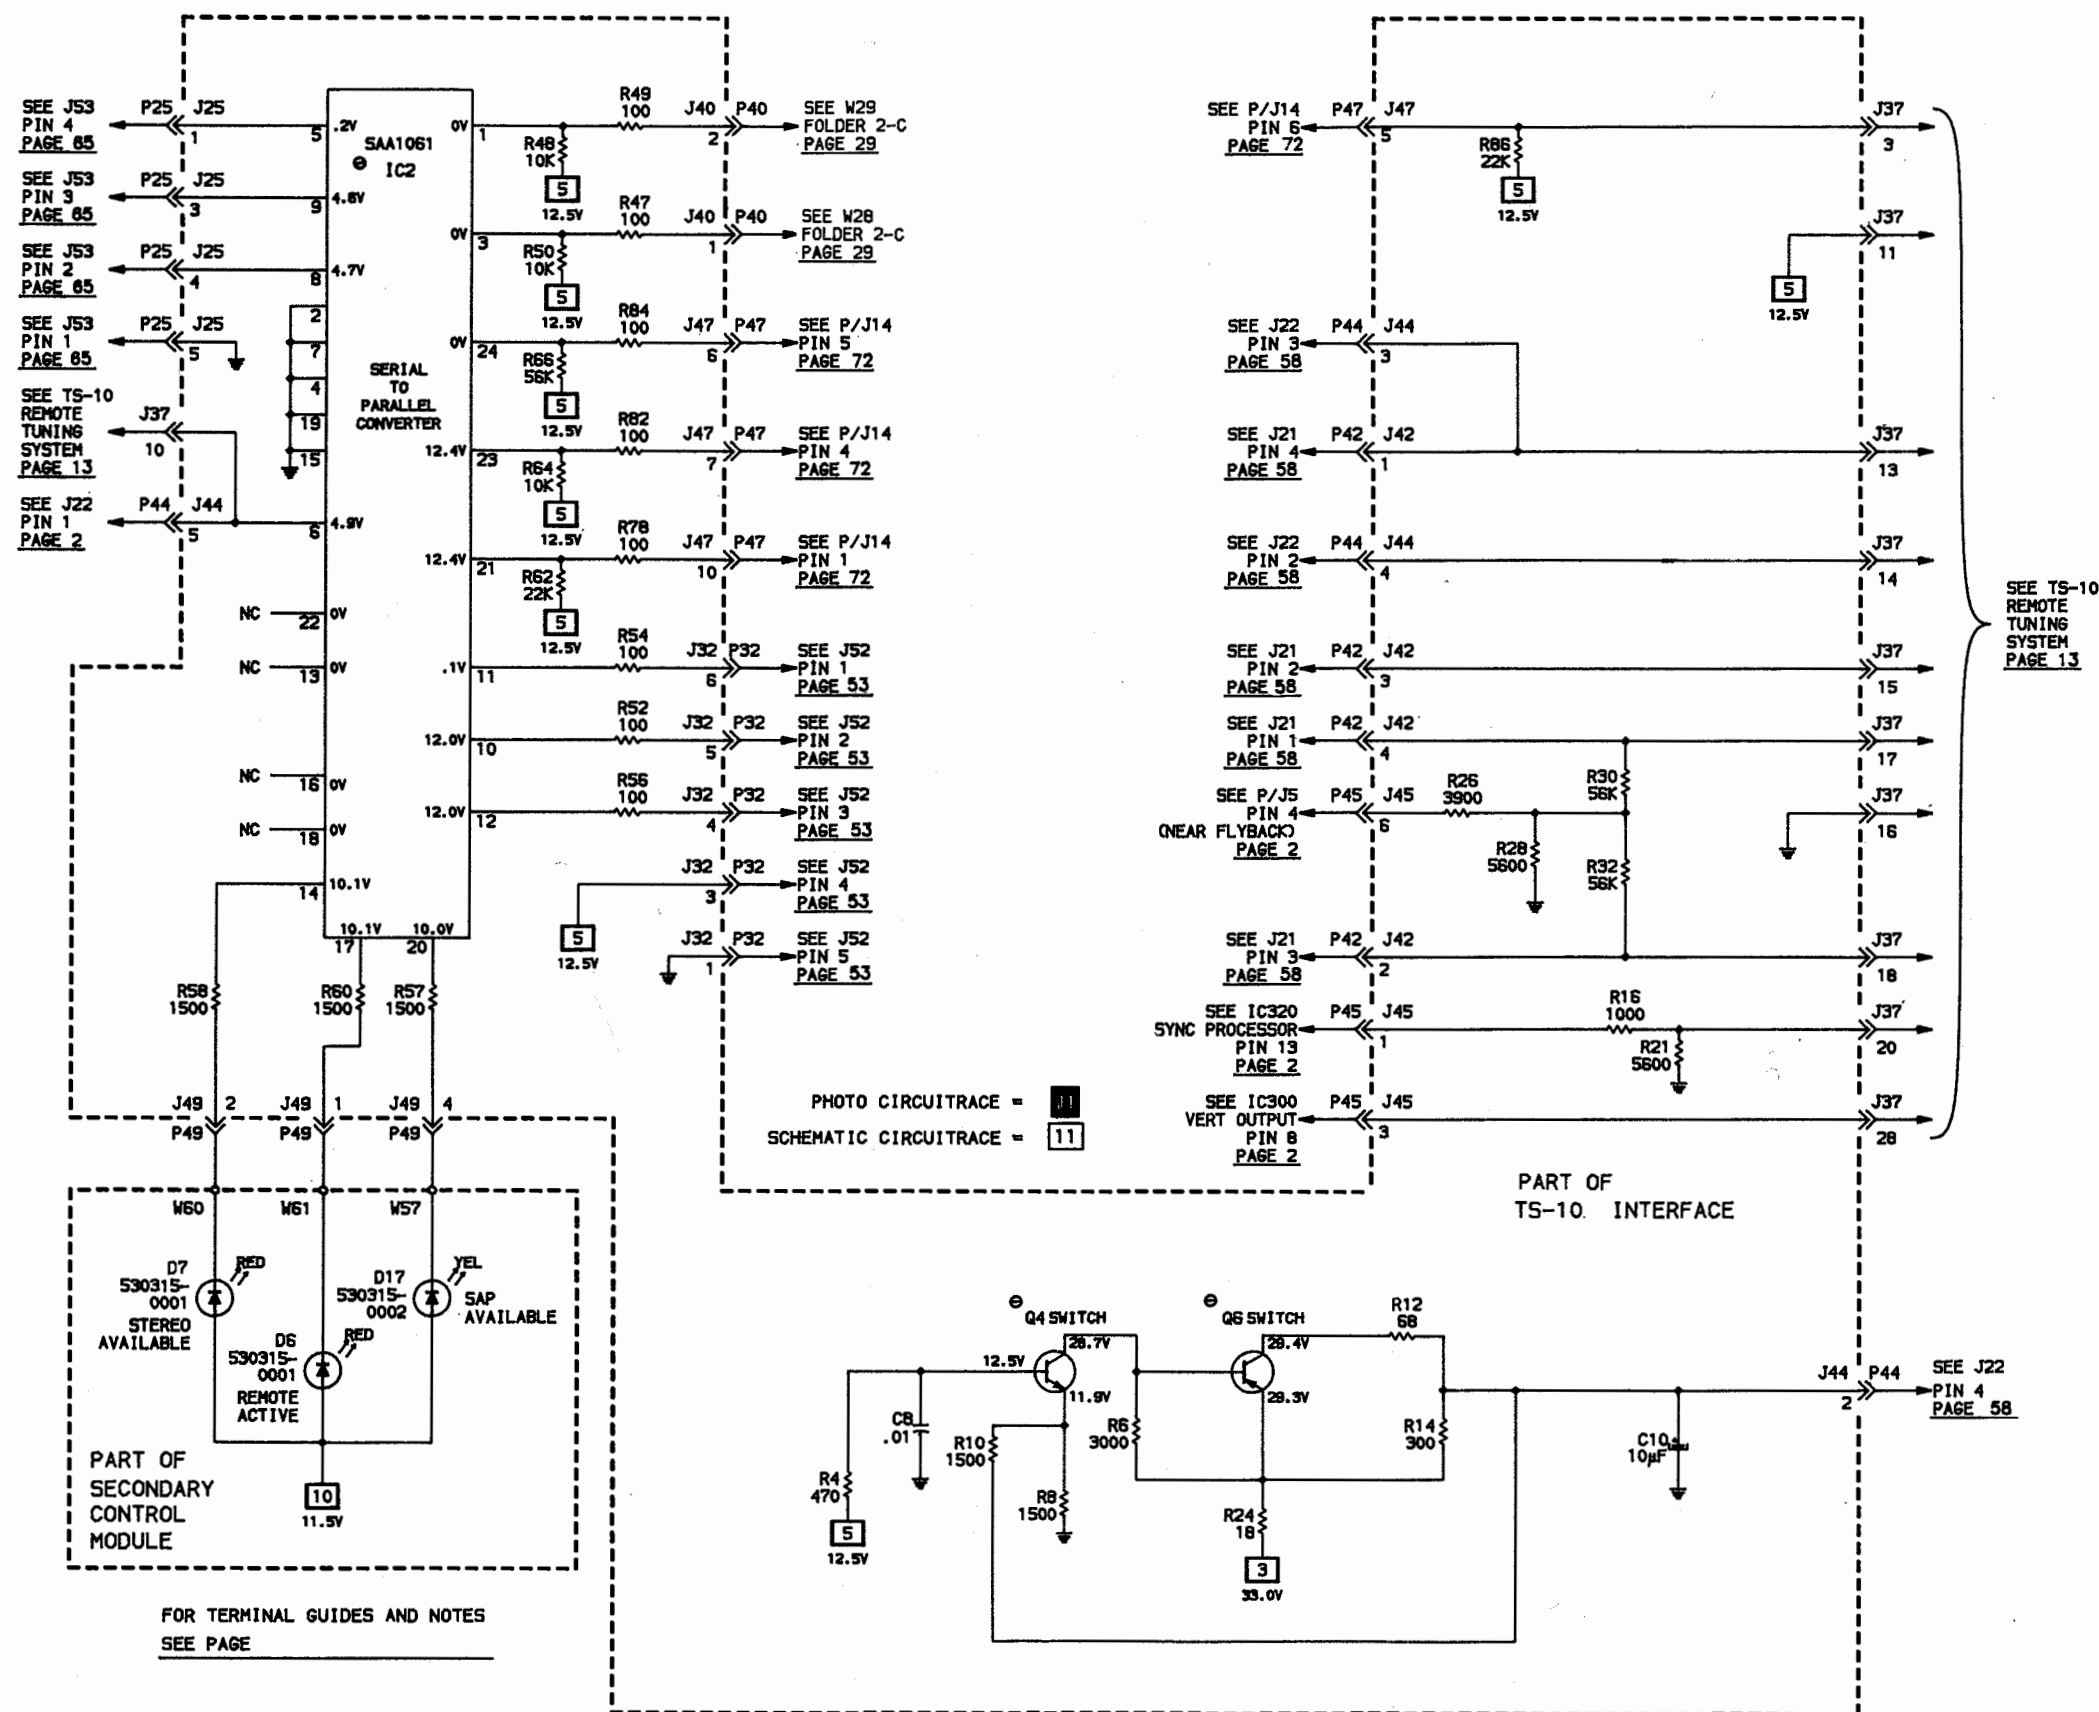 SEE J53
PIN 4
PAGE 65
P25 J25
1
SEE J53
PIN 3
PAGE 65
P25 J25
3
SEE J53
PIN 2
PAGE 65
P25 J25
4
SEE J53
PIN 1
PAGE 65
P25 J25
5
SEE TS-10
REMOTE
TUNING
SYSTEM
PAGE 13
J37
10
SEE J22
PIN 1
PAGE 2
P44 J44
5
5 .2V
9 4.8V
8 4.7V
2
7
4
19
15
6 4.9V
NC 22 0V
NC 13 0V
NC 16 0V
NC 18 0V
14 10.1V
10.1V 10.0V
17 20
SAA1061
⊖ IC2
SERIAL
TO
PARALLEL
CONVERTER
0V 1
R48
10K
5
12.5V
R49
100
J40 P40
2
SEE W29
FOLDER 2-C
PAGE 29
0V 3
R50
10K
5
12.5V
R47
100
J40 P40
1
SEE W28
FOLDER 2-C
PAGE 29
0V 24
R66
56K
5
12.5V
R84
100
J47 P47
6
SEE P/J14
PIN 5
PAGE 72
12.4V 23
R64
10K
5
12.5V
R82
100
J47 P47
7
SEE P/J14
PIN 4
PAGE 72
12.4V 21
R62
22K
5
12.5V
R78
100
J47 P47
10
SEE P/J14
PIN 1
PAGE 72
.1V 11
R54
100
J32 P32
6
SEE J52
PIN 1
PAGE 53
12.0V 10
R52
100
J32 P32
5
SEE J52
PIN 2
PAGE 53
12.0V 12
R56
100
J32 P32
4
SEE J52
PIN 3
PAGE 53
5
12.5V
J32 P32
3
SEE J52
PIN 4
PAGE 53
J32 P32
1
SEE J52
PIN 5
PAGE 53
R58
1500
R60
1500
R57
1500
J49 2
P49
J49 1
P49
J49 4
P49
W60 W61 W57
D7
530315-
0001
RED
STEREO
AVAILABLE
D6
530315-
0001
RED
REMOTE
ACTIVE
D17
530315-
0002
YEL
SAP
AVAILABLE
10
11.5V
PART OF
SECONDARY
CONTROL
MODULE
FOR TERMINAL GUIDES AND NOTES
SEE PAGE
PHOTO CIRCUITRACE = 11
SCHEMATIC CIRCUITRACE = 11
SEE P/J14
PIN 6
PAGE 72
P47 J47
5
R86
22K
5
12.5V
J37
3
5
12.5V
J37
11
SEE J22
PIN 3
PAGE 58
P44 J44
3
SEE J21
PIN 4
PAGE 58
P42 J42
1
J37
13
SEE J22
PIN 2
PAGE 58
P44 J44
4
J37
14
SEE J21
PIN 2
PAGE 58
P42 J42
3
J37
15
SEE J21
PIN 1
PAGE 58
P42 J42
4
J37
17
SEE P/J5
PIN 4
(NEAR FLYBACK)
PAGE 2
P45 J45
6
R26
3900
R28
5600
R30
56K
R32
56K
J37
16
SEE J21
PIN 3
PAGE 58
P42 J42
2
J37
18
SEE IC320
SYNC PROCESSOR
PIN 13
PAGE 2
P45 J45
1
R16
1000
R21
5600
J37
20
SEE IC300
VERT OUTPUT
PIN 8
PAGE 2
P45 J45
3
J37
28
SEE TS-10
REMOTE
TUNING
SYSTEM
PAGE 13
PART OF
TS-10. INTERFACE
⊖ Q4 SWITCH
28.7V
12.5V
11.9V
⊖ Q6 SWITCH
29.4V
29.3V
R12
68
C8
.01
R4
470
5
12.5V
R10
1500
R8
1500
R6
3000
R24
18
3
33.0V
R14
300
C10
10µF
J44 P44
2
SEE J22
PIN 4
PAGE 58